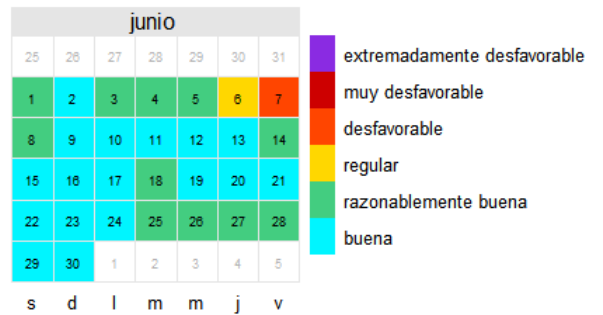 junio
25 26 27 28 29 30 31
1 2 3 4 5 6 7
8 9 10 11 12 13 14
15 16 17 18 19 20 21
22 23 24 25 26 27 28
29 30 1 2 3 4 5
s d l m m j v
extremadamente desfavorable
muy desfavorable
desfavorable
regular
razonablemente buena
buena